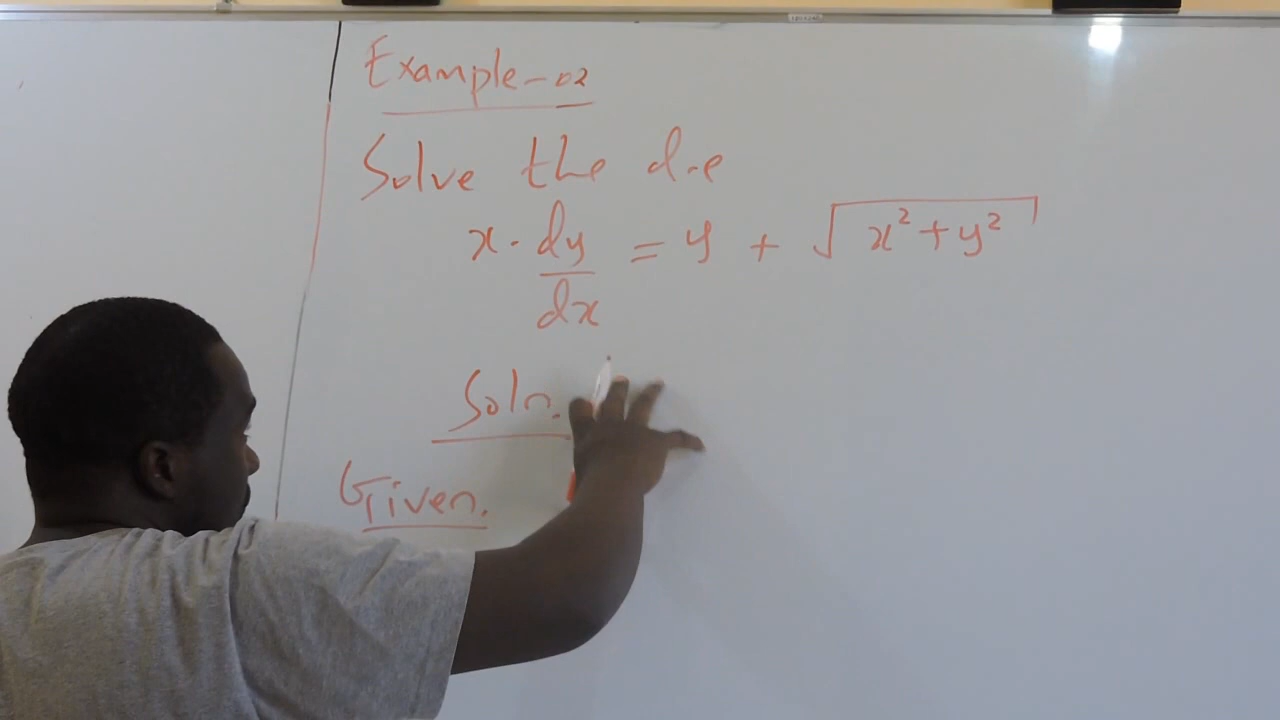 Example-02
Solve the d.e
x. dy/dx = y + √x²+y²
Soln.
Given.